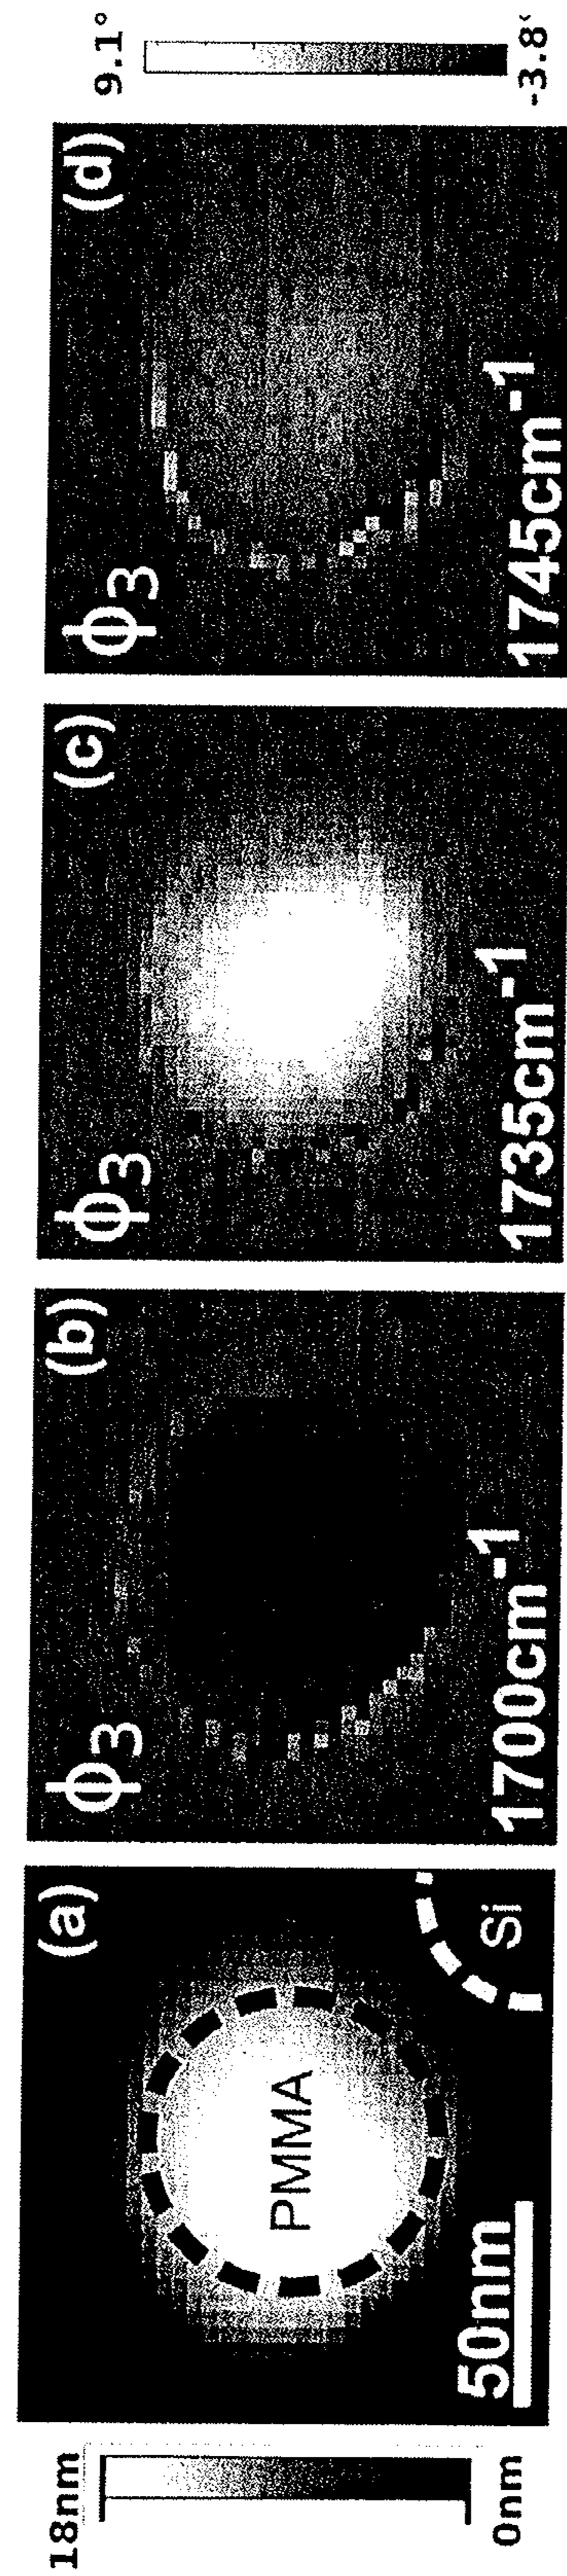 18nm
0nm
(a)
PMMA
Si
50nm
(b)
ϕ3
1700cm-1
(c)
ϕ3
1735cm-1
(d)
ϕ3
1745cm-1
9.1°
-3.8°